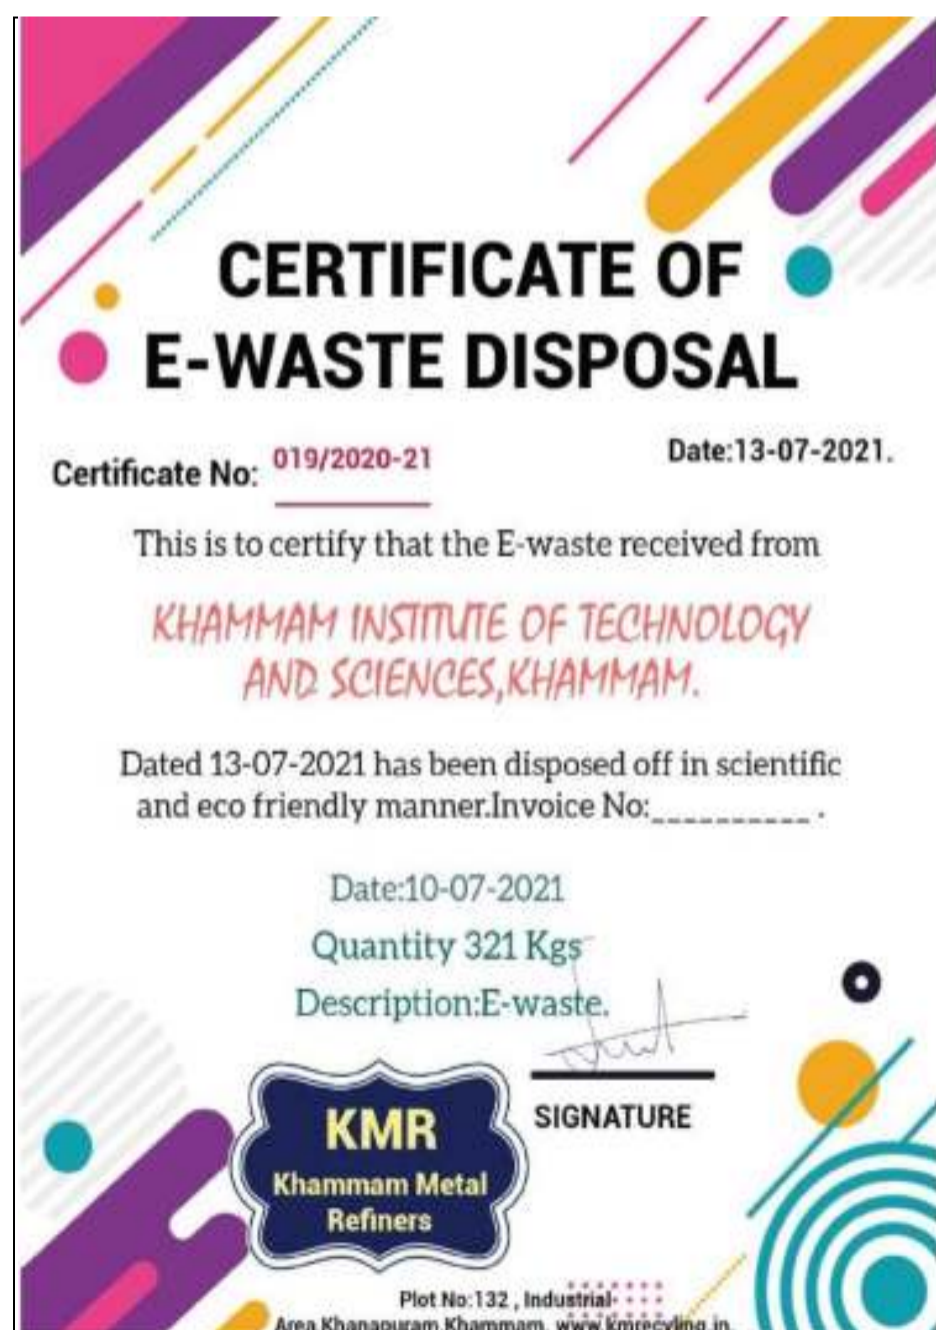 CERTIFICATE OF
E-WASTE DISPOSAL
Certificate No: 019/2020-21
Date:13-07-2021.
This is to certify that the E-waste received from
KHAMMAM INSTITUTE OF TECHNOLOGY
AND SCIENCES,KHAMMAM.
Dated 13-07-2021 has been disposed off in scientific
and eco friendly manner.Invoice No:__________ .
Date:10-07-2021
Quantity 321 Kgs
Description:E-waste.
SIGNATURE
KMR
Khammam Metal
Refiners
Plot No:132 , Industrial
Area,Khanapuram,Khammam. www.kmrecyling.in.